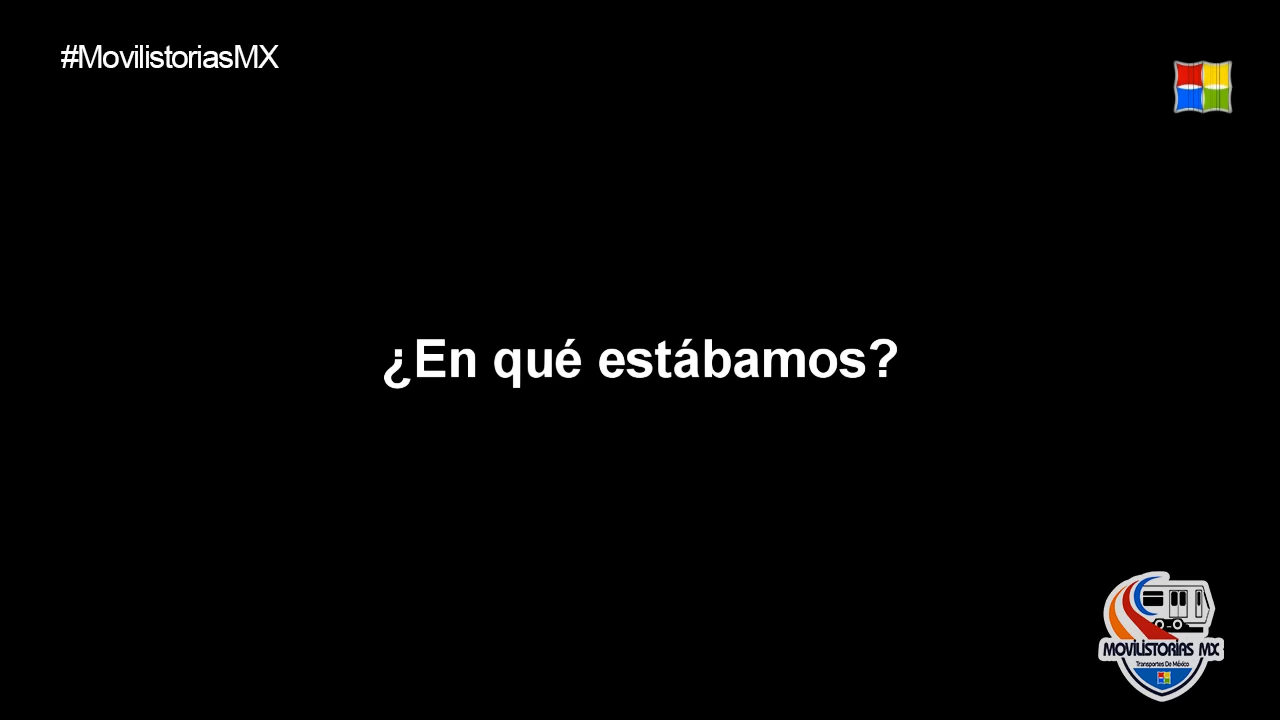 #MovilistoriasMX
¿En qué estábamos?
MOVILISTORIAS MX
Transportes De México